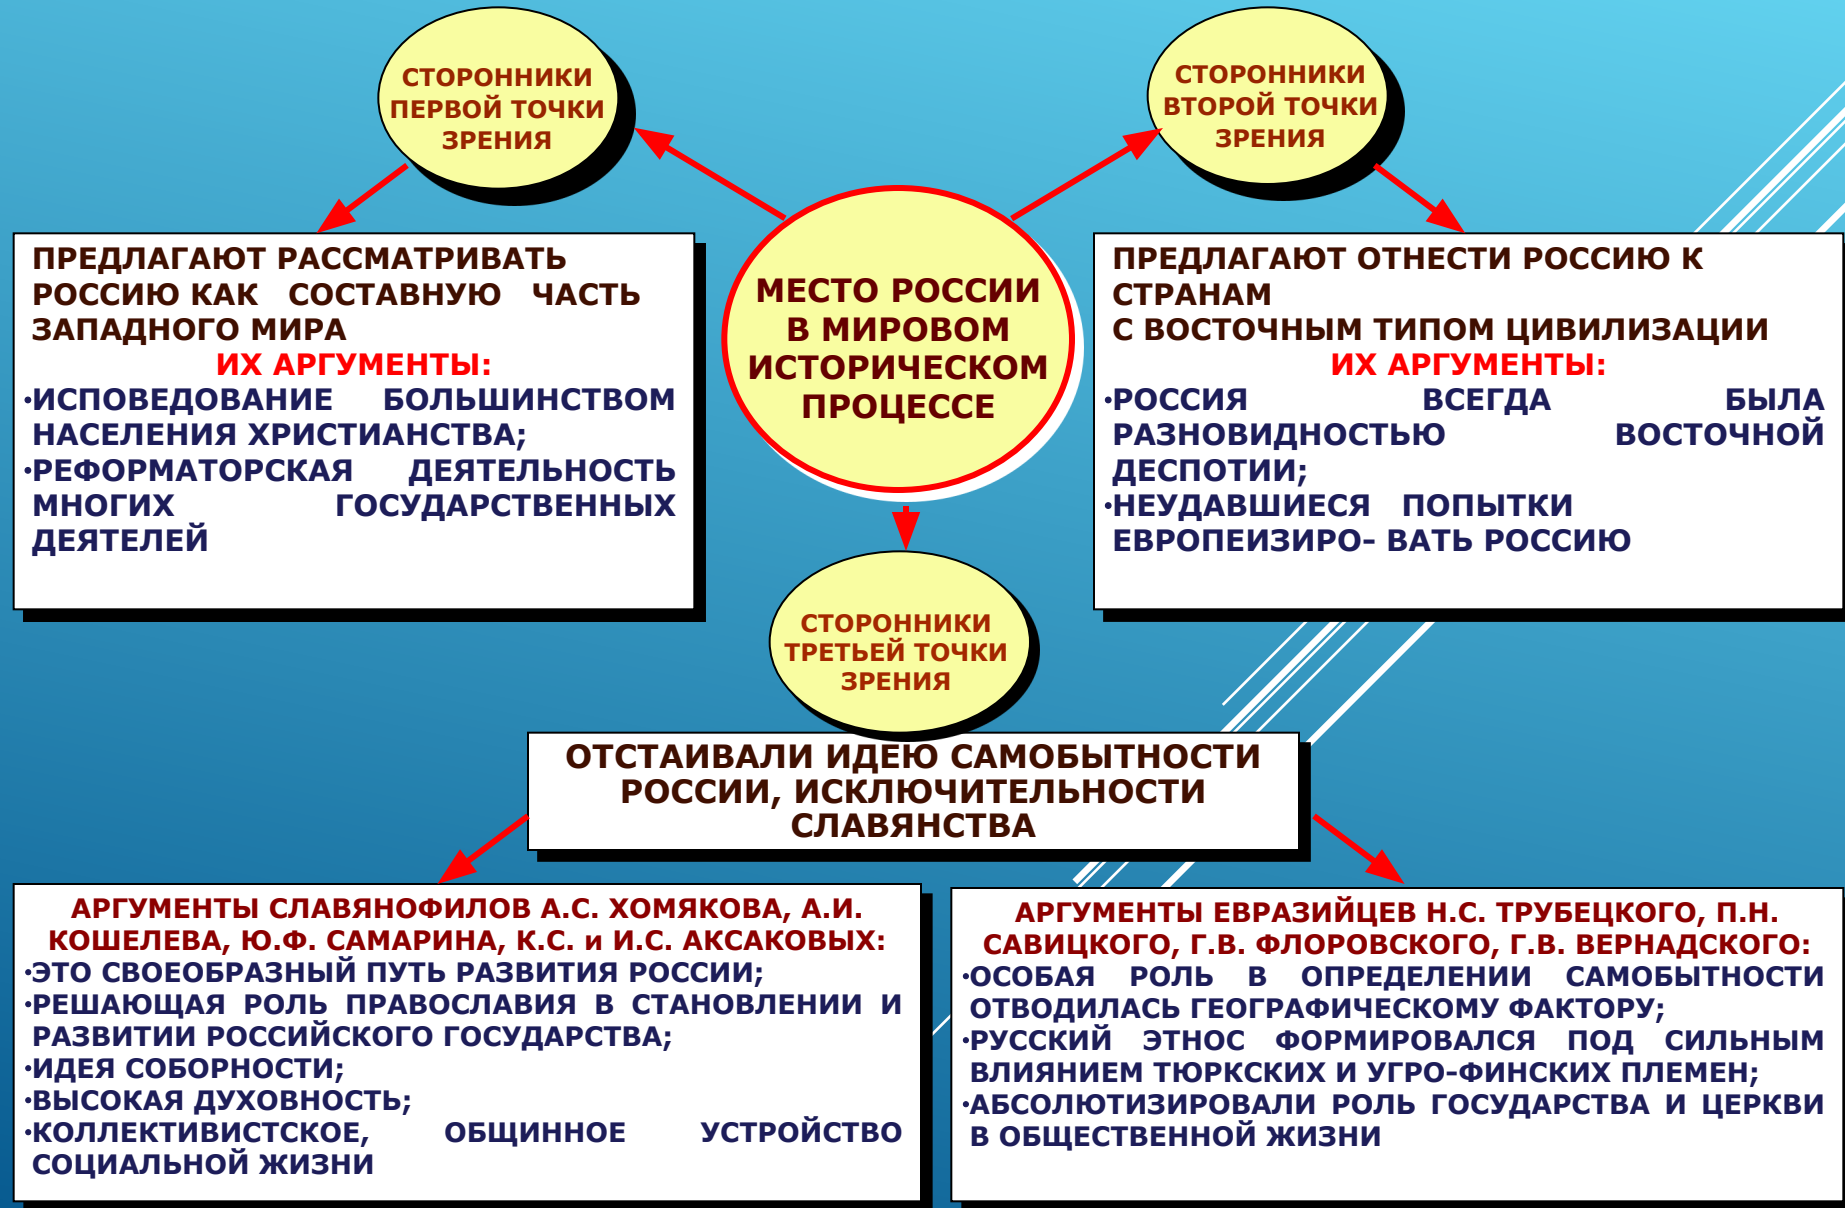 СТОРОННИКИ
ПЕРВОЙ ТОЧКИ
ЗРЕНИЯ
СТОРОННИКИ
ВТОРОЙ ТОЧКИ
ЗРЕНИЯ
МЕСТО РОССИИ
В МИРОВОМ
ИСТОРИЧЕСКОМ
ПРОЦЕССЕ
ПРЕДЛАГАЮТ РАССМАТРИВАТЬ
РОССИЮ КАК СОСТАВНУЮ ЧАСТЬ
ЗАПАДНОГО МИРА
ИХ АРГУМЕНТЫ:
•ИСПОВЕДОВАНИЕ БОЛЬШИНСТВОМ
НАСЕЛЕНИЯ ХРИСТИАНСТВА;
•РЕФОРМАТОРСКАЯ ДЕЯТЕЛЬНОСТЬ
МНОГИХ ГОСУДАРСТВЕННЫХ
ДЕЯТЕЛЕЙ
ПРЕДЛАГАЮТ ОТНЕСТИ РОССИЮ К
СТРАНАМ
С ВОСТОЧНЫМ ТИПОМ ЦИВИЛИЗАЦИИ
ИХ АРГУМЕНТЫ:
•РОССИЯ ВСЕГДА БЫЛА
РАЗНОВИДНОСТЬЮ ВОСТОЧНОЙ
ДЕСПОТИИ;
•НЕУДАВШИЕСЯ ПОПЫТКИ
ЕВРОПЕИЗИРО- ВАТЬ РОССИЮ
СТОРОННИКИ
ТРЕТЬЕЙ ТОЧКИ
ЗРЕНИЯ
ОТСТАИВАЛИ ИДЕЮ САМОБЫТНОСТИ
РОССИИ, ИСКЛЮЧИТЕЛЬНОСТИ
СЛАВЯНСТВА
АРГУМЕНТЫ СЛАВЯНОФИЛОВ А.С. ХОМЯКОВА, А.И.
КОШЕЛЕВА, Ю.Ф. САМАРИНА, К.С. и И.С. АКСАКОВЫХ:
•ЭТО СВОЕОБРАЗНЫЙ ПУТЬ РАЗВИТИЯ РОССИИ;
•РЕШАЮЩАЯ РОЛЬ ПРАВОСЛАВИЯ В СТАНОВЛЕНИИ И
РАЗВИТИИ РОССИЙСКОГО ГОСУДАРСТВА;
•ИДЕЯ СОБОРНОСТИ;
•ВЫСОКАЯ ДУХОВНОСТЬ;
•КОЛЛЕКТИВИСТСКОЕ, ОБЩИННОЕ УСТРОЙСТВО
СОЦИАЛЬНОЙ ЖИЗНИ
АРГУМЕНТЫ ЕВРАЗИЙЦЕВ Н.С. ТРУБЕЦКОГО, П.Н.
САВИЦКОГО, Г.В. ФЛОРОВСКОГО, Г.В. ВЕРНАДСКОГО:
•ОСОБАЯ РОЛЬ В ОПРЕДЕЛЕНИИ САМОБЫТНОСТИ
ОТВОДИЛАСЬ ГЕОГРАФИЧЕСКОМУ ФАКТОРУ;
•РУССКИЙ ЭТНОС ФОРМИРОВАЛСЯ ПОД СИЛЬНЫМ
ВЛИЯНИЕМ ТЮРКСКИХ И УГРО-ФИНСКИХ ПЛЕМЕН;
•АБСОЛЮТИЗИРОВАЛИ РОЛЬ ГОСУДАРСТВА И ЦЕРКВИ
В ОБЩЕСТВЕННОЙ ЖИЗНИ